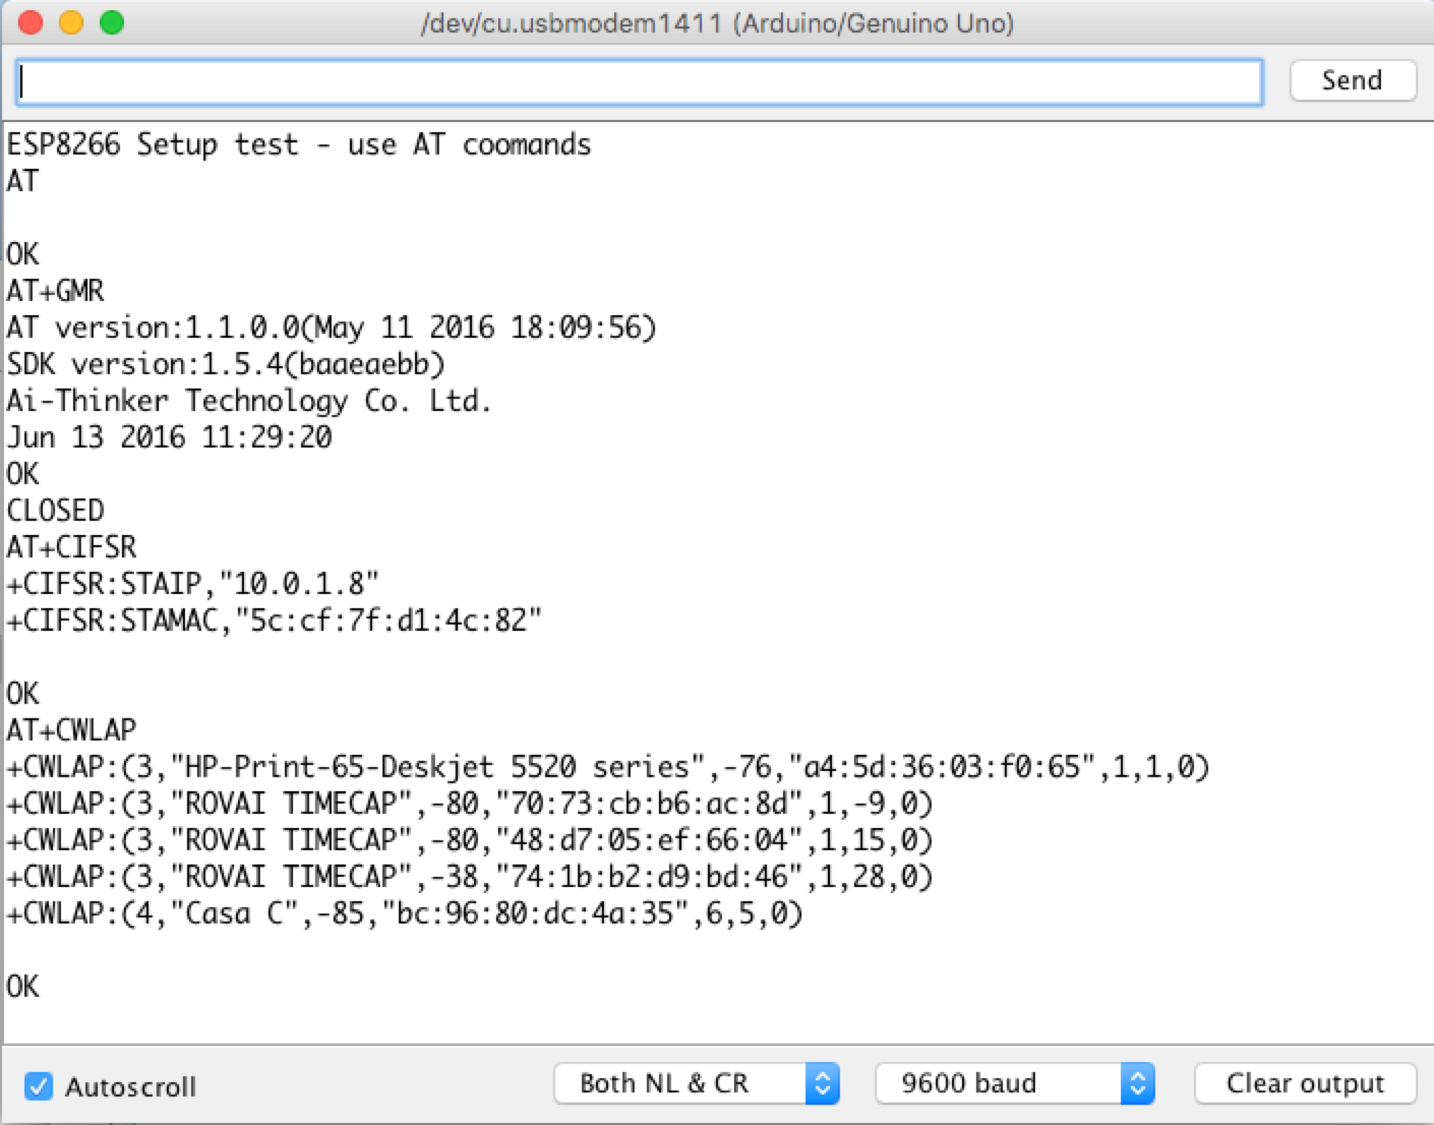 /dev/cu.usbmodem1411 (Arduino/Genuino Uno)
Send
ESP8266 Setup test - use AT coomands
AT
OK
AT+GMR
AT version:1.1.0.0(May 11 2016 18:09:56)
SDK version:1.5.4(baaeaebb)
Ai-Thinker Technology Co. Ltd.
Jun 13 2016 11:29:20
OK
CLOSED
AT+CIFSR
+CIFSR:STAIP,"10.0.1.8"
+CIFSR:STAMAC,"5c:cf:7f:d1:4c:82"
OK
AT+CWLAP
+CWLAP:(3,"HP-Print-65-Deskjet 5520 series",-76,"a4:5d:36:03:f0:65",1,1,0)
+CWLAP:(3,"ROVAI TIMECAP",-80,"70:73:cb:b6:ac:8d",1,-9,0)
+CWLAP:(3,"ROVAI TIMECAP",-80,"48:d7:05:ef:66:04",1,15,0)
+CWLAP:(3,"ROVAI TIMECAP",-38,"74:1b:b2:d9:bd:46",1,28,0)
+CWLAP:(4,"Casa C",-85,"bc:96:80:dc:4a:35",6,5,0)
OK
Autoscroll
Both NL & CR
9600 baud
Clear output